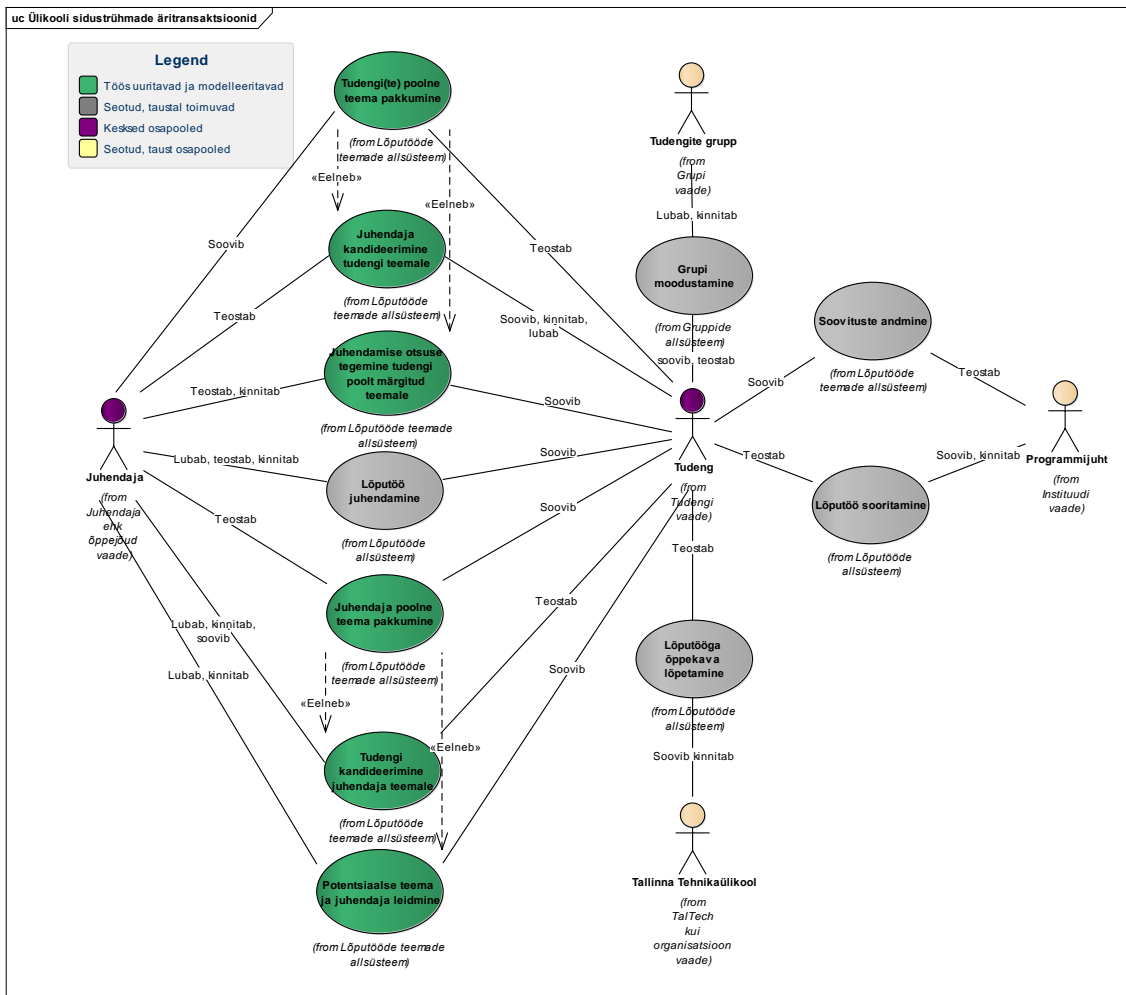 uc Ülikooli sidustrühmade äritransaktsioonid
Legend
Töös uuritavad ja modelleeritavad
Seotud, taustal toimuvad
Kesksed osapooled
Seotud, taust osapooled
Tudengi(te) poolne
teema pakkumine
(from Lõputööde
teemade allsüsteem)
«Eelneb»
«Eelneb»
Soovib
Teostab
Juhendaja
kandideerimine
tudengi teemale
(from Lõputööde
teemade allsüsteem)
Teostab
Soovib, kinnitab,
lubab
Juhendamise otsuse
tegemine tudengi
poolt märgitud
teemale
(from Lõputööde teemade
allsüsteem)
Teostab, kinnitab
Soovib
Juhendaja
(from
Juhendaja
ehk
õppejõud
vaade)
Lubab, teostab, kinnitab
Soovib
Lõputöö
juhendamine
(from Lõputööde
allsüsteem)
Teostab
Soovib
Juhendaja poolne
teema pakkumine
(from Lõputööde
teemade allsüsteem)
«Eelneb»
«Eelneb»
Lubab, kinnitab,
soovib
Teostab
Tudengi
kandideerimine
juhendaja teemale
(from Lõputööde
teemade allsüsteem)
Lubab, kinnitab
Soovib
Potentsiaalse teema
ja juhendaja leidmine
(from Lõputööde teemade
allsüsteem)
Tudengite grupp
(from
Grupi
vaade)
Lubab, kinnitab
Grupi
moodustamine
(from Gruppide
allsüsteem)
soovib, teostab
Tudeng
(from
Tudengi
vaade)
Soovib
Soovituste andmine
(from Lõputööde
teemade allsüsteem)
Teostab
Programmijuht
(from
Instituudi
vaade)
Teostab
Soovib, kinnitab
Lõputöö sooritamine
(from Lõputööde
allsüsteem)
Teostab
Lõputööga
õppekava
lõpetamine
(from Lõputööde
allsüsteem)
Soovib kinnitab
Tallinna Tehnikaülikool
(from
TalTech
kui
organisatsioon
vaade)